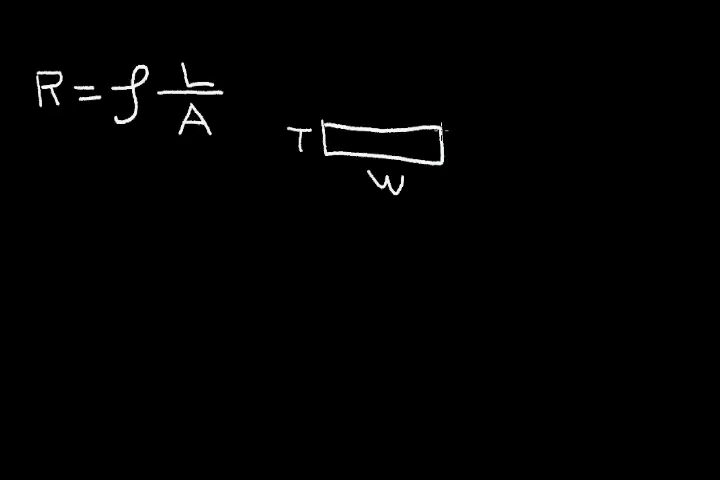 R = ρ L/A
T
W